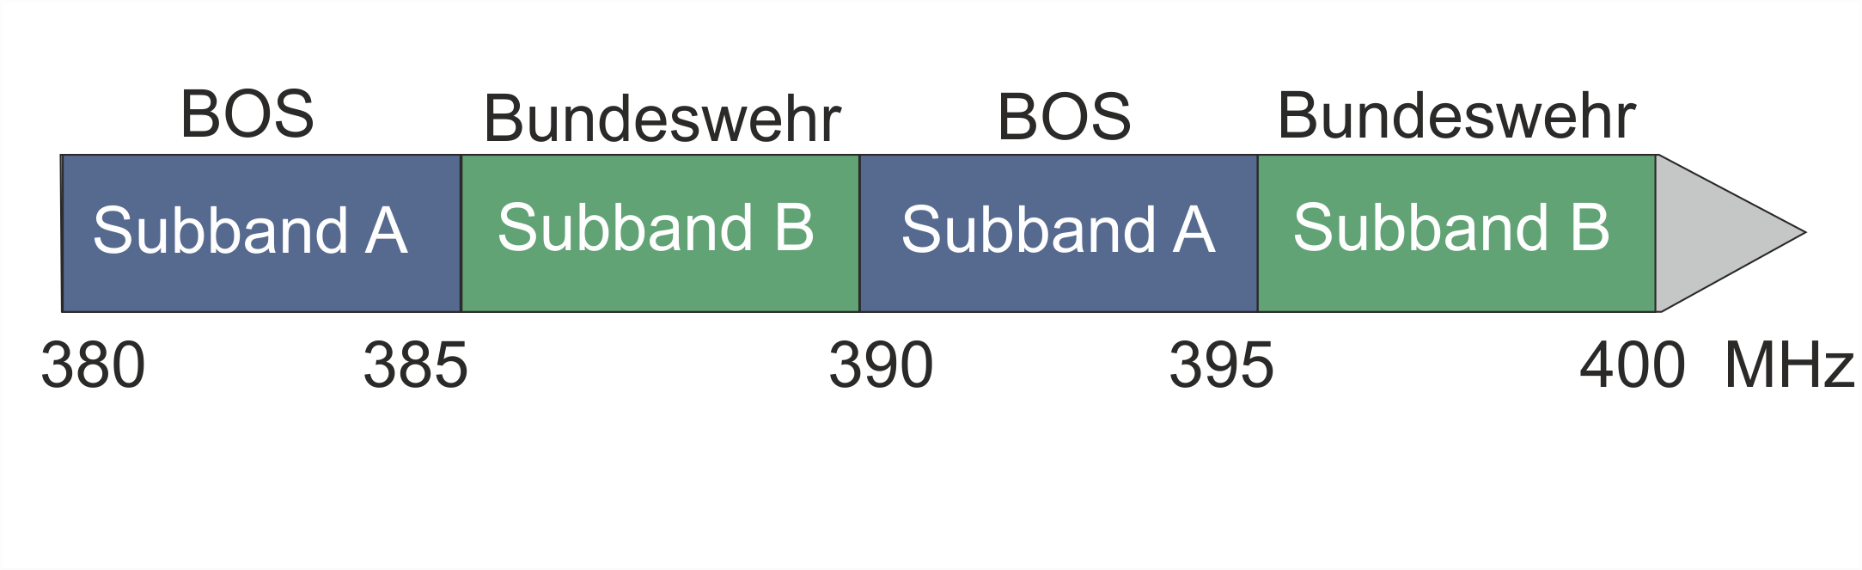 BOS Bundeswehr BOS Bundeswehr
Subband A Subband B Subband A Subband B
380 385 390 395 400 MHz